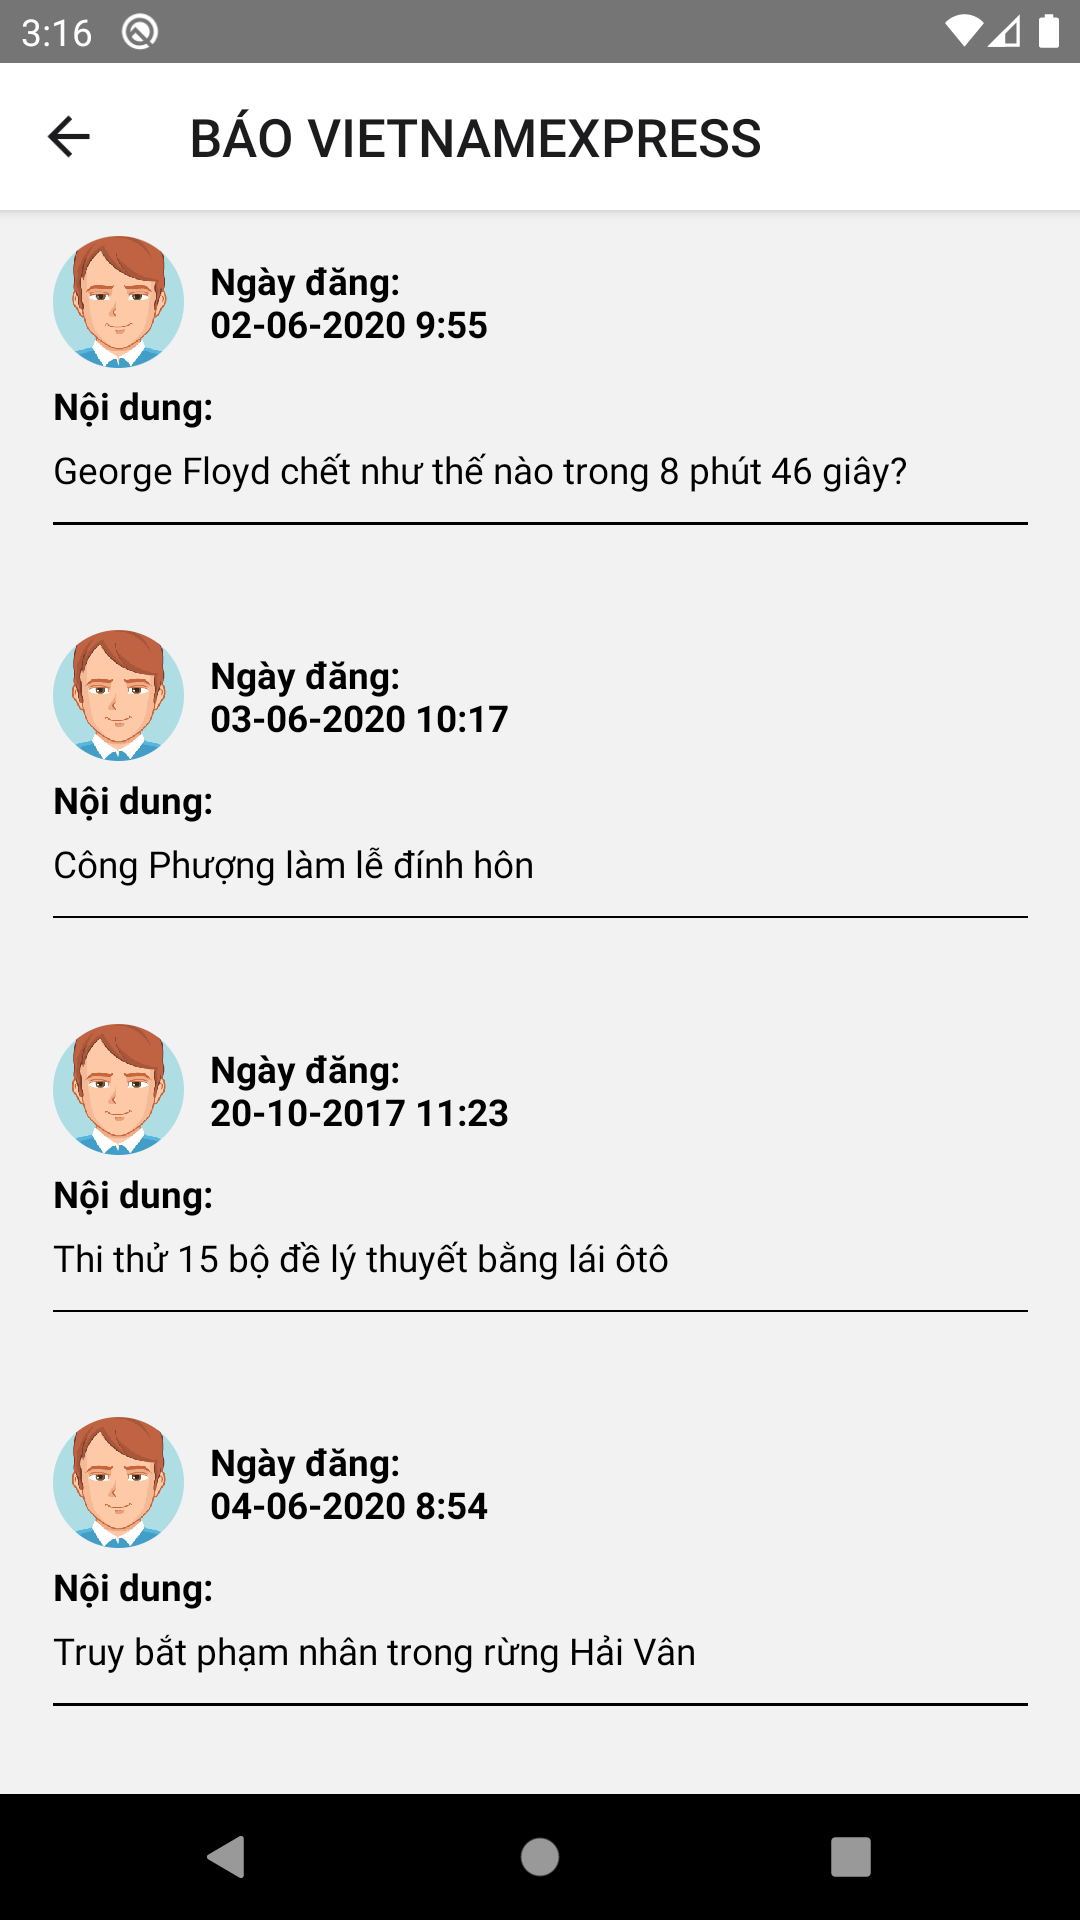 3:16
BÁO VIETNAMEXPRESS
Ngày đăng:
02-06-2020 9:55
Nội dung:
George Floyd chết như thế nào trong 8 phút 46 giây?
Ngày đăng:
03-06-2020 10:17
Nội dung:
Công Phượng làm lễ đính hôn
Ngày đăng:
20-10-2017 11:23
Nội dung:
Thi thử 15 bộ đề lý thuyết bằng lái ôtô
Ngày đăng:
04-06-2020 8:54
Nội dung:
Truy bắt phạm nhân trong rừng Hải Vân